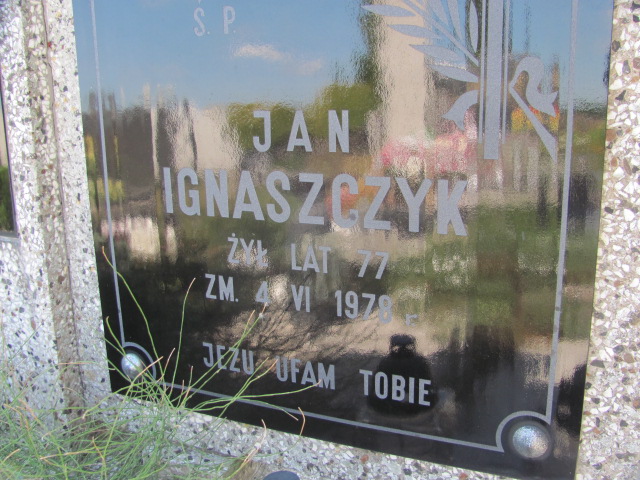 Ś.P.
JAN
IGNASZCZYK
ŻYŁ LAT 77
ZM. 4 VI 1978 r.
JEZU UFAM TOBIE